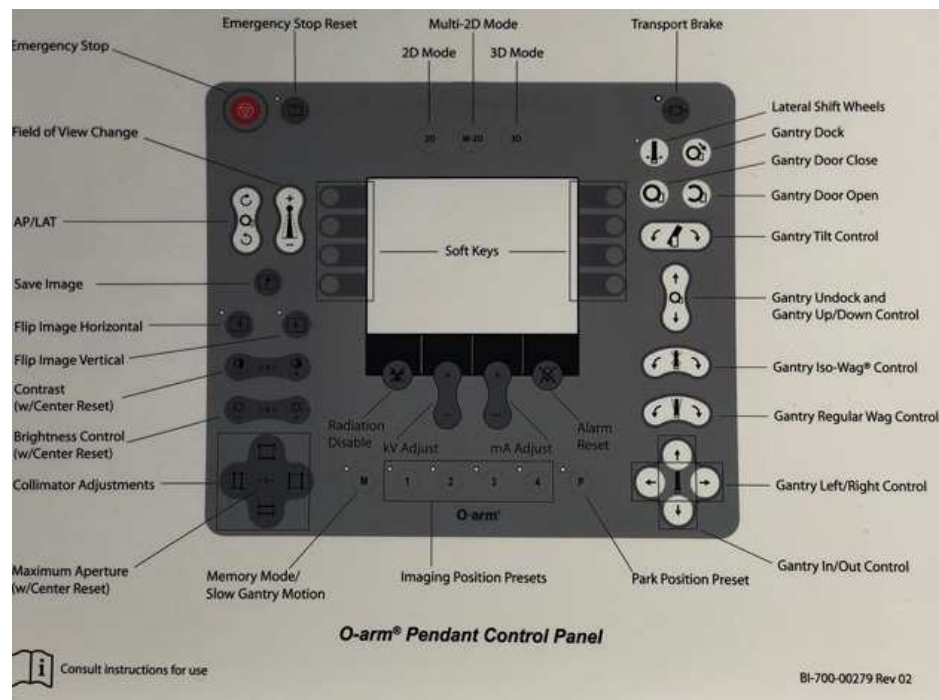 Emergency Stop Reset
Multi-2D Mode
Transport Brake
Emergency Stop
2D Mode
3D Mode
Lateral Shift Wheels
Gantry Dock
Field of View Change
2D
M-2D
3D
Gantry Door Close
Gantry Door Open
AP/LAT
+
-
Soft Keys
Gantry Tilt Control
Save Image
Gantry Undock and
Gantry Up/Down Control
Flip Image Horizontal
Flip Image Vertical
Gantry Iso-Wag® Control
Contrast
(w/Center Reset)
Radiation
Disable
Alarm
Reset
Gantry Regular Wag Control
Brightness Control
(w/Center Reset)
kV Adjust
mA Adjust
Collimator Adjustments
M
1
2
3
4
P
Gantry Left/Right Control
O-arm®
Maximum Aperture
(w/Center Reset)
Memory Mode/
Slow Gantry Motion
Imaging Position Presets
Park Position Preset
Gantry In/Out Control
O-arm® Pendant Control Panel
i
Consult instructions for use
BI-700-00279 Rev 02